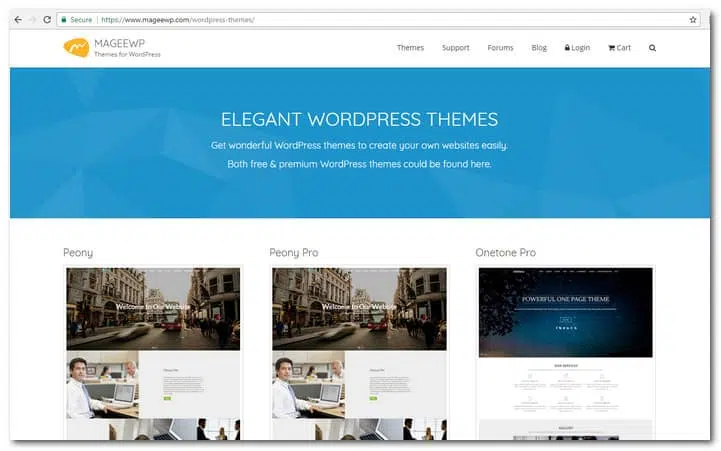 Secure https://www.mageewp.com/wordpress-themes/
MAGEEWP
Themes for WordPress
Themes Support Forums Blog Login Cart
ELEGANT WORDPRESS THEMES
Get wonderful WordPress themes to create your own websites easily.
Both free & premium WordPress themes could be found here.
Peony Peony Pro Onetone Pro
Welcome to Our Website Welcome to Our Website
POWERFUL ONE PAGE THEME
OUR SERVICES